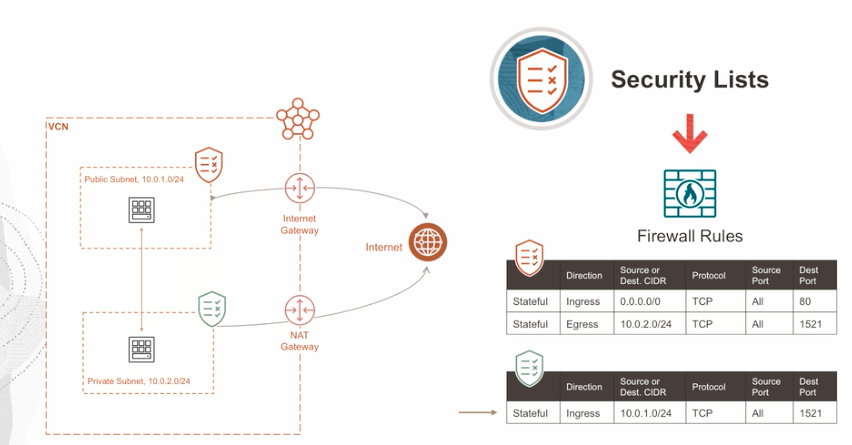 Security Lists
VCN
Public Subnet, 10.0.1.0/24
Internet
Gateway
Internet
NAT
Gateway
Private Subnet, 10.0.2.0/24
Firewall Rules
Direction Source or Dest. CIDR Protocol Source Port Dest Port
Stateful Ingress 0.0.0.0/0 TCP All 80
Stateful Egress 10.0.2.0/24 TCP All 1521
Direction Source or Dest. CIDR Protocol Source Port Dest Port
Stateful Ingress 10.0.1.0/24 TCP All 1521